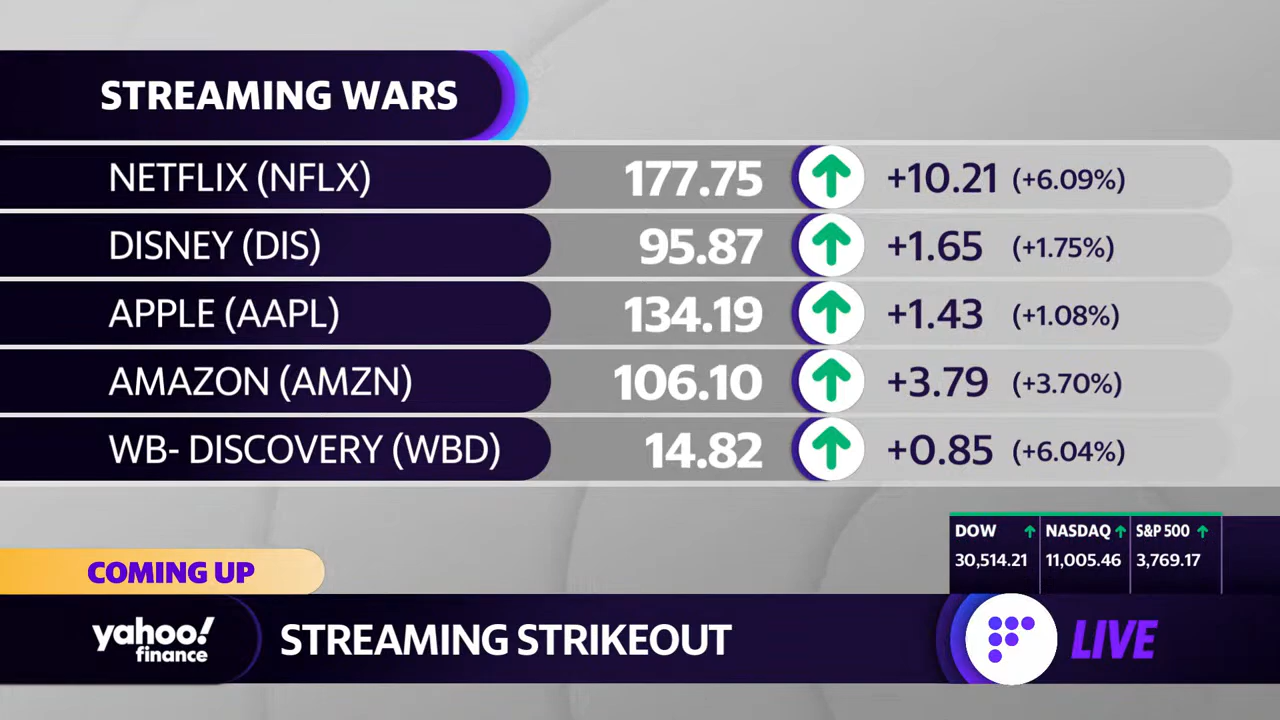 STREAMING WARS
NETFLIX (NFLX) 177.75 +10.21 (+6.09%)
DISNEY (DIS) 95.87 +1.65 (+1.75%)
APPLE (AAPL) 134.19 +1.43 (+1.08%)
AMAZON (AMZN) 106.10 +3.79 (+3.70%)
WB- DISCOVERY (WBD) 14.82 +0.85 (+6.04%)
DOW NASDAQ S&P 500
30,514.21 11,005.46 3,769.17
COMING UP
yahoo!
finance
STREAMING STRIKEOUT
LIVE